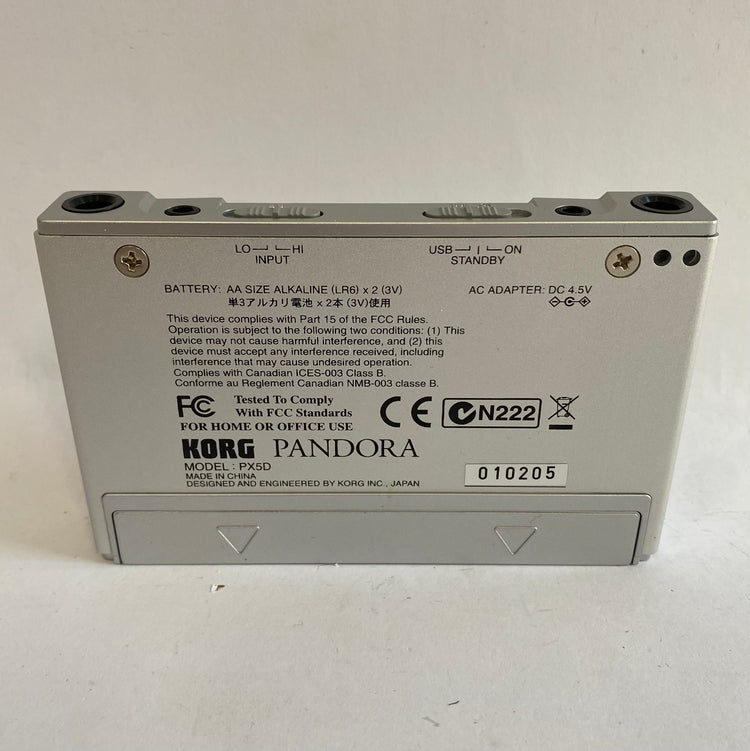 LO HI
INPUT
USB | ON
STANDBY
BATTERY: AA SIZE ALKALINE (LR6) x 2 (3V)
単3アルカリ電池 x 2本 (3V)使用
AC ADAPTER: DC 4.5V
This device complies with Part 15 of the FCC Rules.
Operation is subject to the following two conditions: (1) This
device may not cause harmful interference, and (2) this
device must accept any interference received, including
interference that may cause undesired operation.
Complies with Canadian ICES-003 Class B.
Conforme au Reglement Canadian NMB-003 classe B.
FC Tested To Comply
With FCC Standards
FOR HOME OR OFFICE USE
CE
N222
KORG PANDORA
MODEL : PX5D
MADE IN CHINA
DESIGNED AND ENGINEERED BY KORG INC., JAPAN
010205